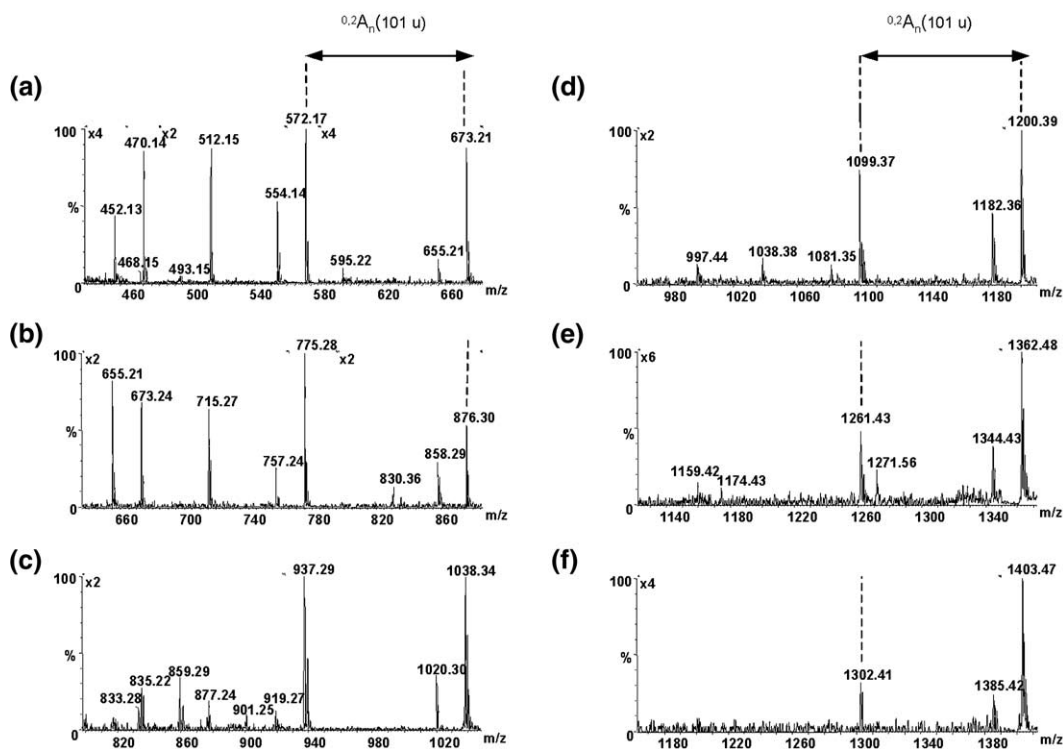 0,2An(101 u)
0,2An(101 u)
(a)
100
x4
x2
x4
%
0
452.13
468.15
470.14
493.15
512.15
554.14
572.17
595.22
655.21
673.21
460 500 540 580 620 660 m/z
(b)
100
x2
x2
%
0
655.21
673.24
715.27
757.24
775.28
830.36
858.29
876.30
660 700 740 780 820 860 m/z
(c)
100
x2
%
0
833.28
835.22
859.29
877.24
901.25
919.27
937.29
1020.30
1038.34
820 860 900 940 980 1020 m/z
(d)
100
x2
%
0
997.44
1038.38
1081.35
1099.37
1182.36
1200.39
980 1020 1060 1100 1140 1180 m/z
(e)
100
x6
%
0
1159.42
1174.43
1261.43
1271.56
1344.43
1362.48
1140 1180 1220 1260 1300 1340 m/z
(f)
100
x4
%
0
1302.41
1385.42
1403.47
1180 1220 1260 1300 1340 1380 m/z